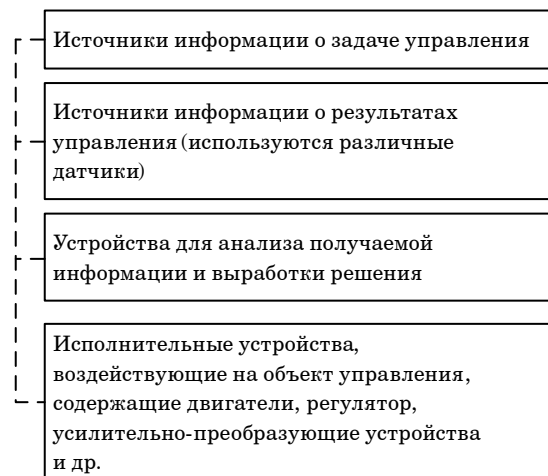 Источники информации о задаче управления
Источники информации о результатах
управления (используются различные
датчики)
Устройства для анализа получаемой
информации и выработки решения
Исполнительные устройства,
воздействующие на объект управления,
содержащие двигатели, регулятор,
усилительно-преобразующие устройства
и др.